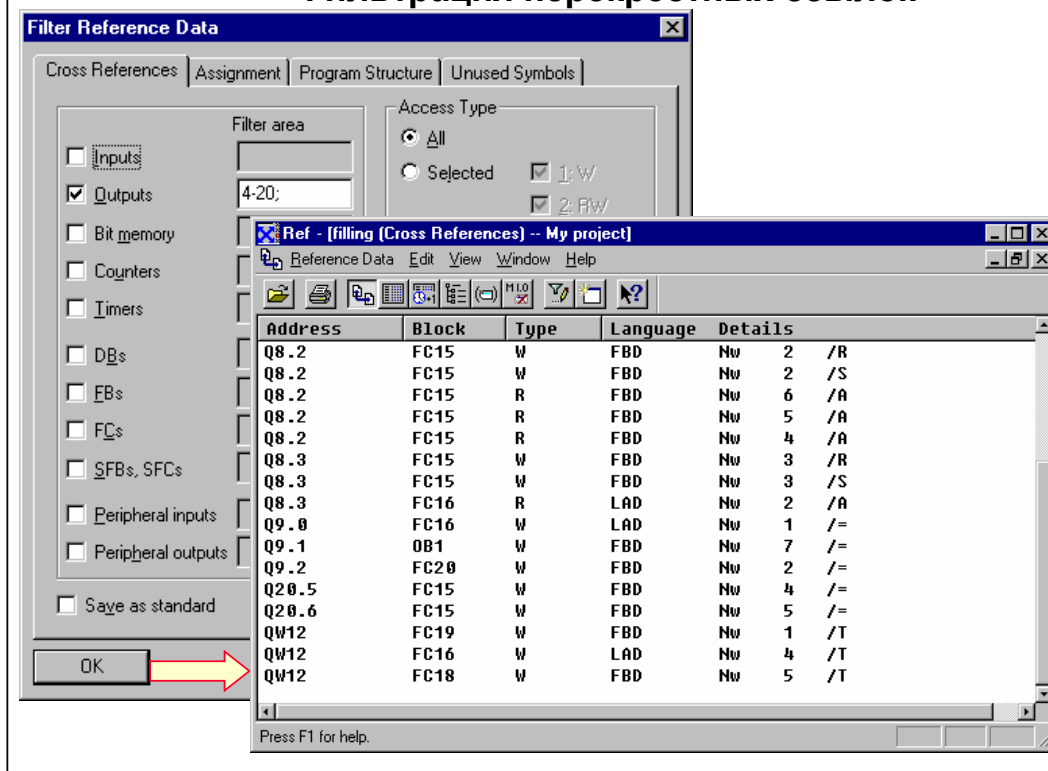 Фильтрация перекрестных ссылок
Filter Reference Data
Cross References
Assignment
Program Structure
Unused Symbols
Filter area
Inputs
Outputs
4-20;
Bit memory
Counters
Timers
DBs
FBs
FCs
SFBs, SFCs
Peripheral inputs
Peripheral outputs
Save as standard
OK
Access Type
All
Selected
1: W
2: RW
Ref - [filling (Cross References) -- My project]
Reference Data Edit View Window Help
Address Block Type Language Details
Q8.2 FC15 W FBD Nw 2 /R
Q8.2 FC15 W FBD Nw 2 /S
Q8.2 FC15 R FBD Nw 6 /A
Q8.2 FC15 R FBD Nw 5 /A
Q8.2 FC15 R FBD Nw 4 /A
Q8.3 FC15 W FBD Nw 3 /R
Q8.3 FC15 W FBD Nw 3 /S
Q8.3 FC16 R LAD Nw 2 /A
Q9.0 FC16 W LAD Nw 1 /=
Q9.1 OB1 W FBD Nw 7 /=
Q9.2 FC20 W FBD Nw 2 /=
Q20.5 FC15 W FBD Nw 4 /=
Q20.6 FC15 W FBD Nw 5 /=
QW12 FC19 W FBD Nw 1 /T
QW12 FC16 W LAD Nw 4 /T
QW12 FC18 W FBD Nw 5 /T
Press F1 for help.